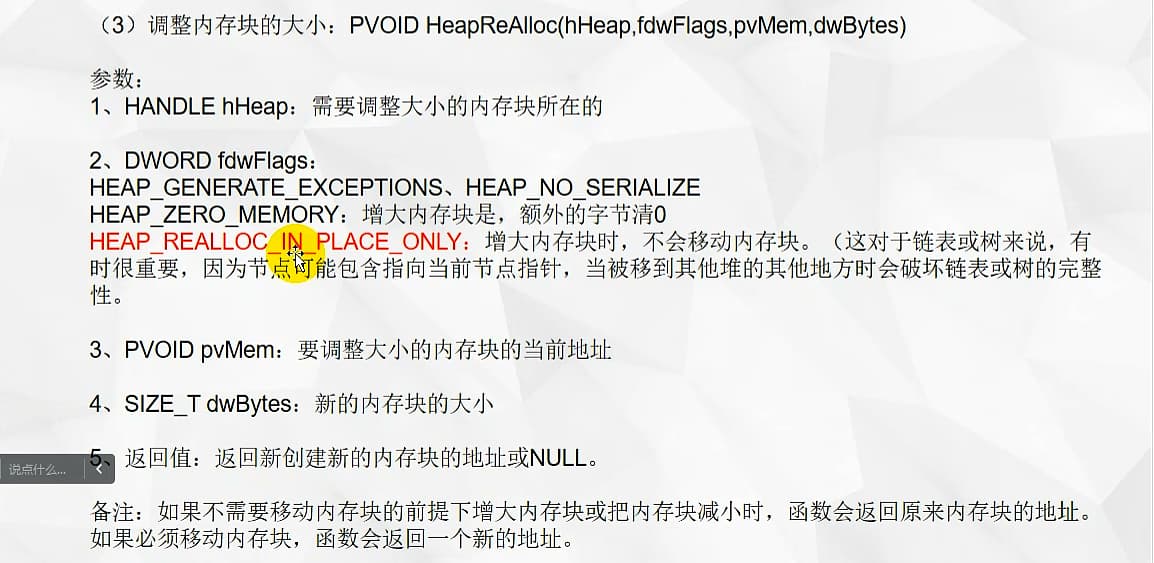 （3）调整内存块的大小：PVOID HeapReAlloc(hHeap,fdwFlags,pvMem,dwBytes)
参数：
1、HANDLE hHeap：需要调整大小的内存块所在的
2、DWORD fdwFlags：
HEAP_GENERATE_EXCEPTIONS、HEAP_NO_SERIALIZE
HEAP_ZERO_MEMORY：增大内存块是，额外的字节清0
HEAP_REALLOC_IN_PLACE_ONLY：增大内存块时，不会移动内存块。（这对于链表或树来说，有
时很重要，因为节点可能包含指向当前节点指针，当被移到其他堆的其他地方时会破坏链表或树的完整
性。
3、PVOID pvMem：要调整大小的内存块的当前地址
4、SIZE_T dwBytes：新的内存块的大小
5、返回值：返回新创建新的内存块的地址或NULL。
说点什么...
备注：如果不需要移动内存块的前提下增大内存块或把内存块减小时，函数会返回原来内存块的地址。
如果必须移动内存块，函数会返回一个新的地址。